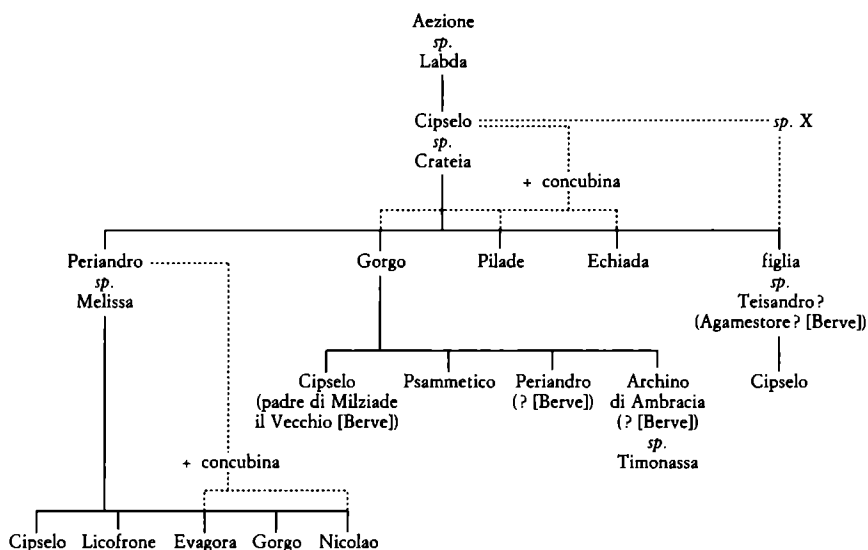 Aezione
sp.
Labda
Cipselo
sp. X
sp.
Crateia
+ concubina
Periandro
sp.
Melissa
Gorgo
Pilade
Echiada
figlia
sp.
Teisandro?
(Agamestore? [Berve])
Cipselo
Cipselo
(padre di Milziade
il Vecchio [Berve])
Psammetico
Periandro
(? [Berve])
Archino
di Ambracia
(? [Berve])
sp.
Timonassa
+ concubina
Cipselo
Licofrone
Evagora
Gorgo
Nicolao